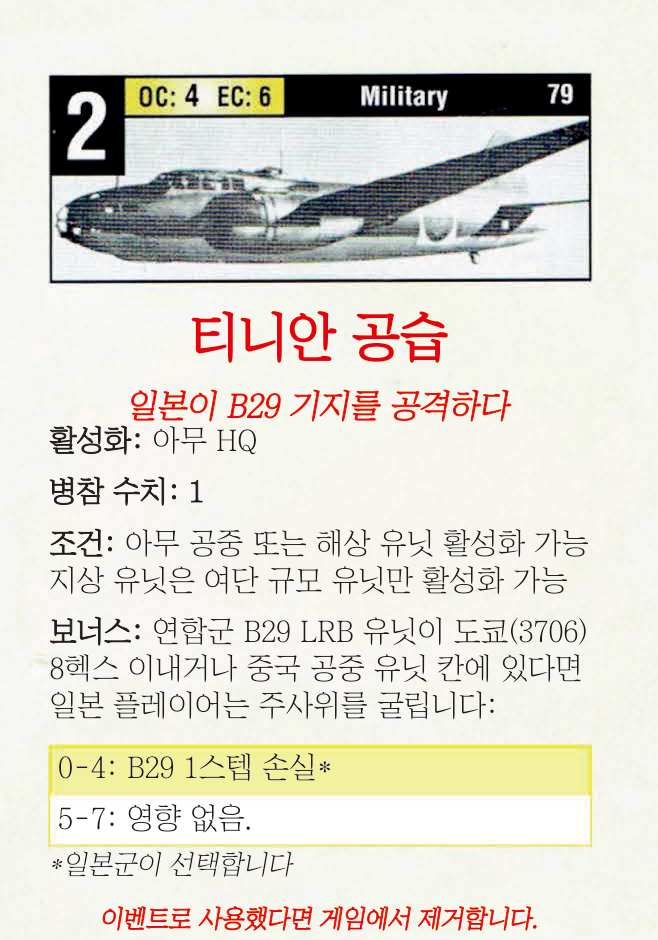 2
OC: 4 EC: 6 Military 79
티니안 공습
일본이 B29 기지를 공격하다
활성화: 아무 HQ
병참 수치: 1
조건: 아무 공중 또는 해상 유닛 활성화 가능
지상 유닛은 여단 규모 유닛만 활성화 가능
보너스: 연합군 B29 LRB 유닛이 도쿄(3706)
8헥스 이내거나 중국 공중 유닛 칸에 있다면
일본 플레이어는 주사위를 굴립니다:
0-4: B29 1스텝 손실*
5-7: 영향 없음.
*일본군이 선택합니다
이벤트로 사용했다면 게임에서 제거합니다.